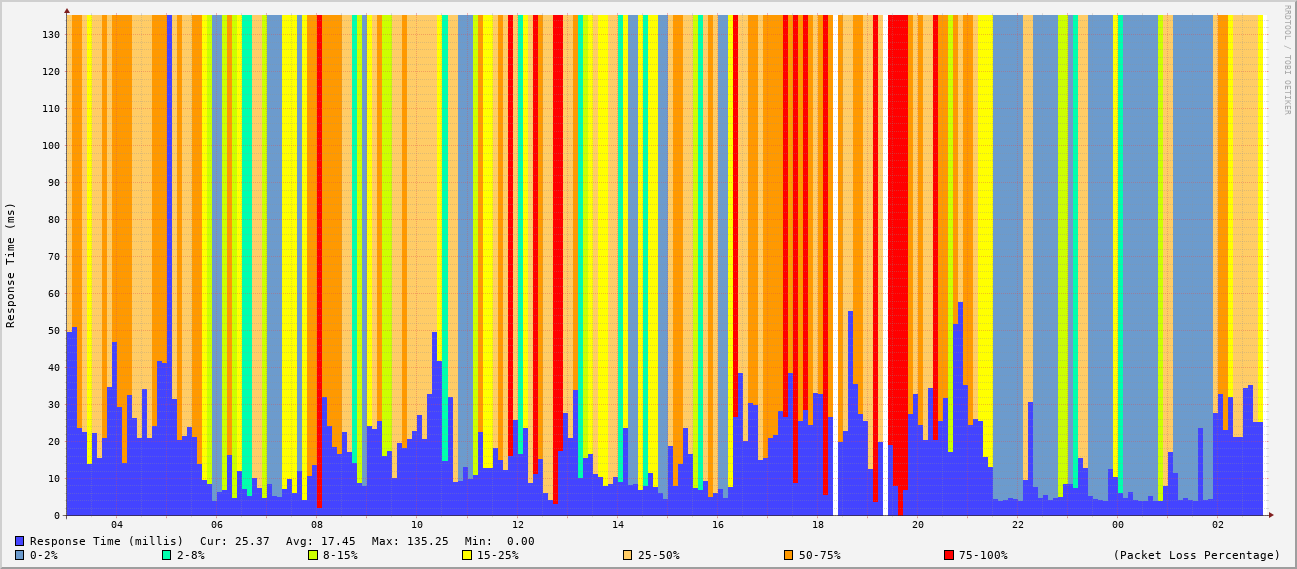 RRDTOOL / TOBI OETIKER
Response Time (ms)
130
120
110
100
90
80
70
60
50
40
30
20
10
0
04 06 08 10 12 14 16 18 20 22 00 02
Response Time (millis) Cur: 25.37 Avg: 17.45 Max: 135.25 Min: 0.00
0-2% 2-8% 8-15% 15-25% 25-50% 50-75% 75-100% (Packet Loss Percentage)